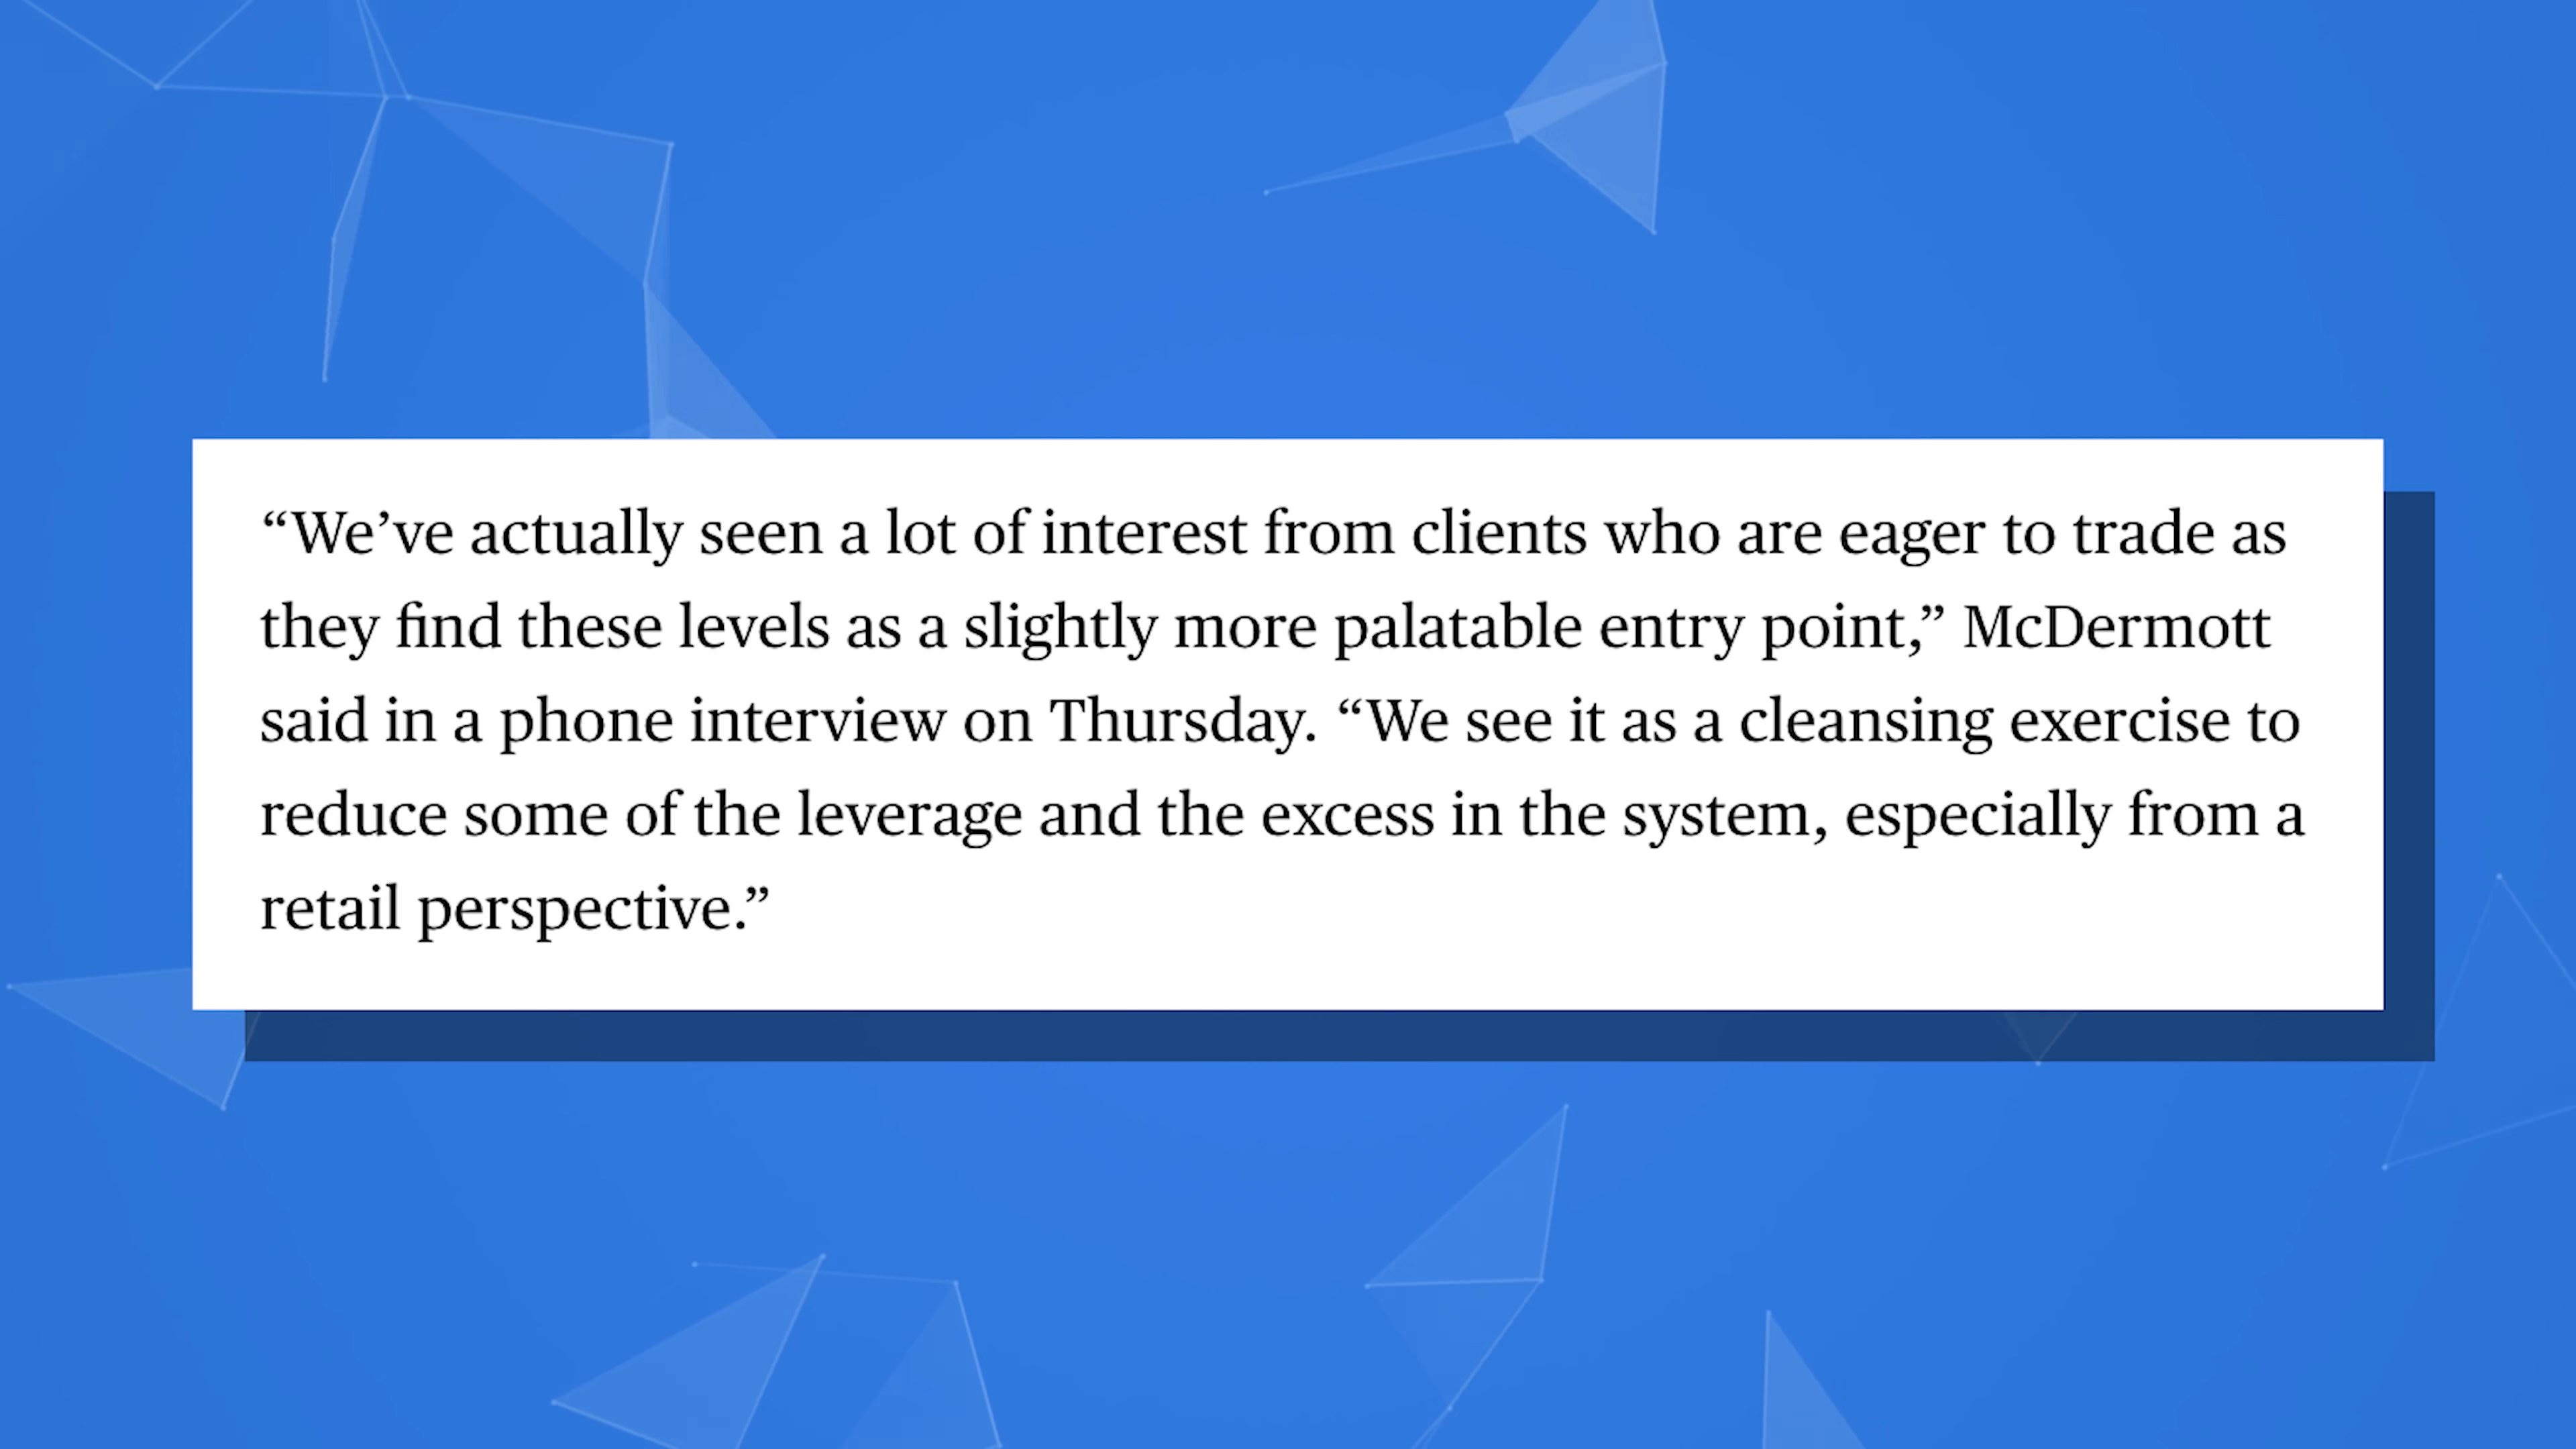 “We’ve actually seen a lot of interest from clients who are eager to trade as
they find these levels as a slightly more palatable entry point,” McDermott
said in a phone interview on Thursday. “We see it as a cleansing exercise to
reduce some of the leverage and the excess in the system, especially from a
retail perspective.”